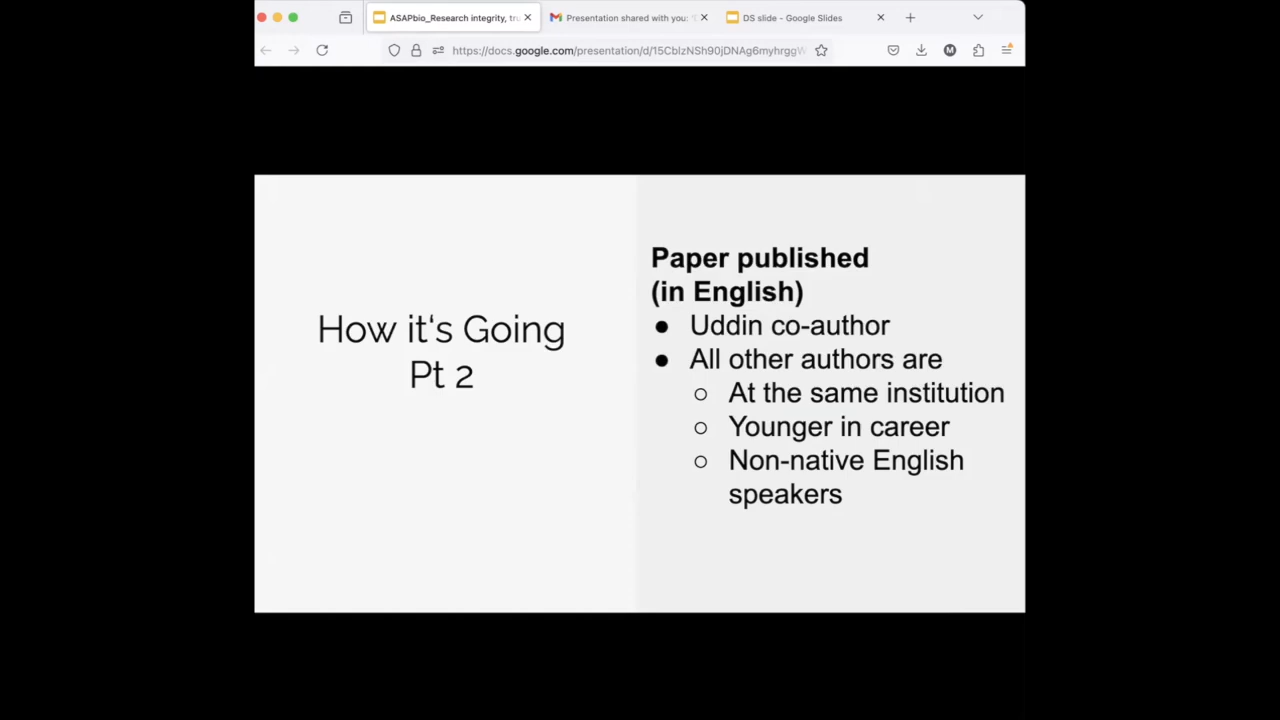 ASAPbio_Research integrity, tru
Presentation shared with you: "
DS slide - Google Slides
https://docs.google.com/presentation/d/15CbIzNSh90jDNAg6myhrggW
M
How it‘s Going
Pt 2
Paper published
(in English)
● Uddin co-author
● All other authors are
○ At the same institution
○ Younger in career
○ Non-native English
speakers